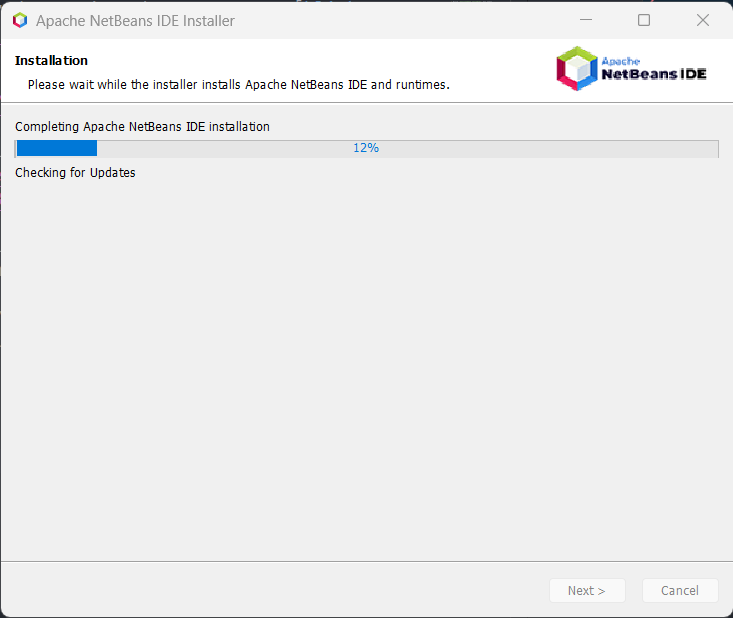 Apache NetBeans IDE Installer
Installation
Please wait while the installer installs Apache NetBeans IDE and runtimes.
Apache
NetBeans IDE
Completing Apache NetBeans IDE installation
12%
Checking for Updates
Next >
Cancel